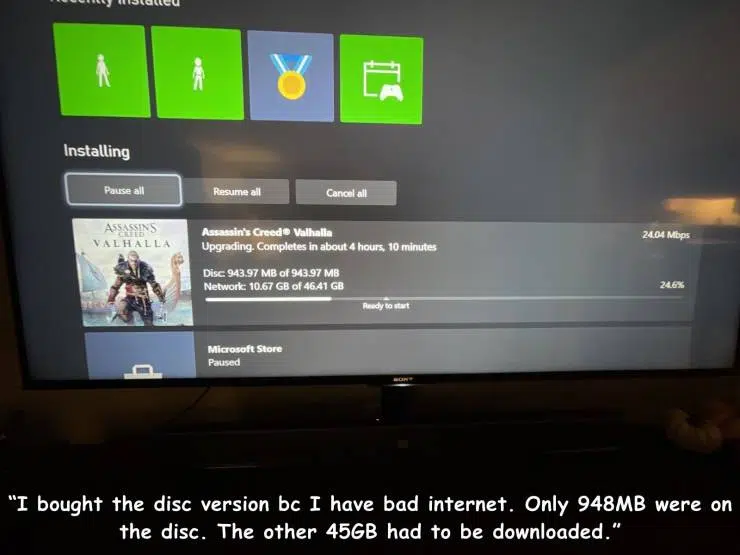 Recently installed
Installing
Pause all
Resume all
Cancel all
ASSASSIN'S
CREED
VALHALLA
Assassin's Creed® Valhalla
24.04 Mbps
Upgrading. Completes in about 4 hours, 10 minutes
Disc: 943.97 MB of 943.97 MB
Network: 10.67 GB of 46.41 GB
24.6%
Ready to start
Microsoft Store
Paused
SONY
"I bought the disc version bc I have bad internet. Only 948MB were on
the disc. The other 45GB had to be downloaded."